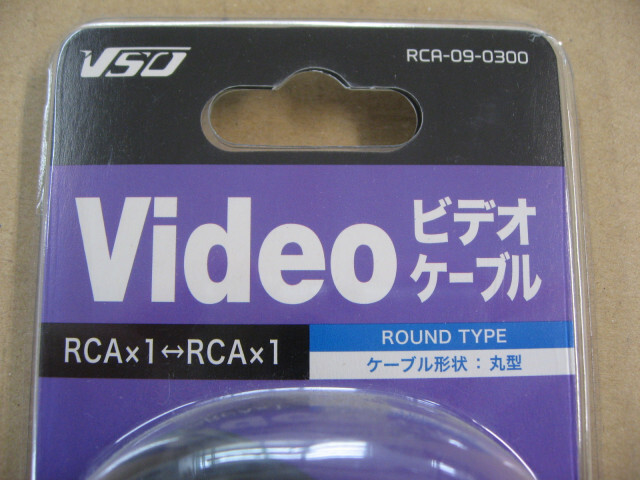 VSO
RCA-09-0300
Video
ビデオ
ケーブル
RCA×1↔RCA×1
ROUND TYPE
ケーブル形状：丸型